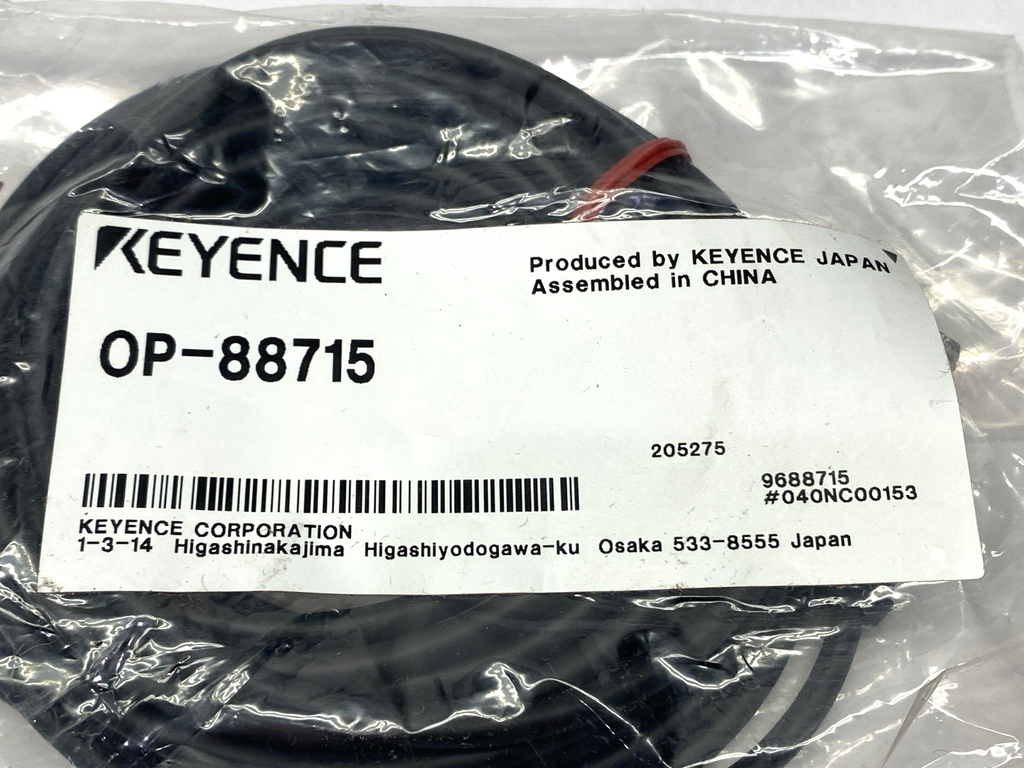 KEYENCE
Produced by KEYENCE JAPAN
Assembled in CHINA
OP-88715
205275
9688715
#040NC00153
KEYENCE CORPORATION
1-3-14 Higashinakajima Higashiyodogawa-ku Osaka 533-8555 Japan